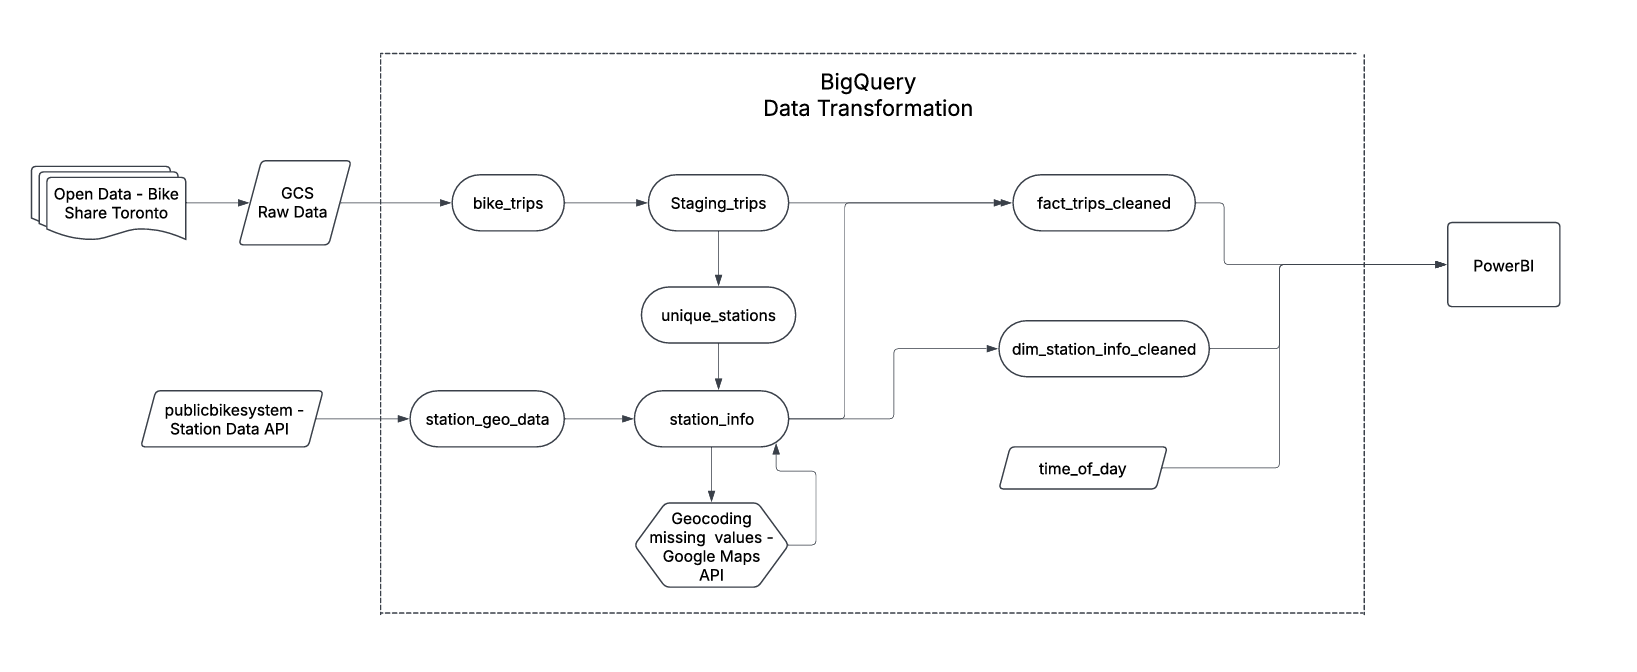 BigQuery
Data Transformation
Open Data - Bike
Share Toronto
GCS
Raw Data
bike_trips
Staging_trips
fact_trips_cleaned
unique_stations
PowerBI
dim_station_info_cleaned
publicbikesystem -
Station Data API
station_geo_data
station_info
time_of_day
Geocoding
missing  values -
Google Maps
API